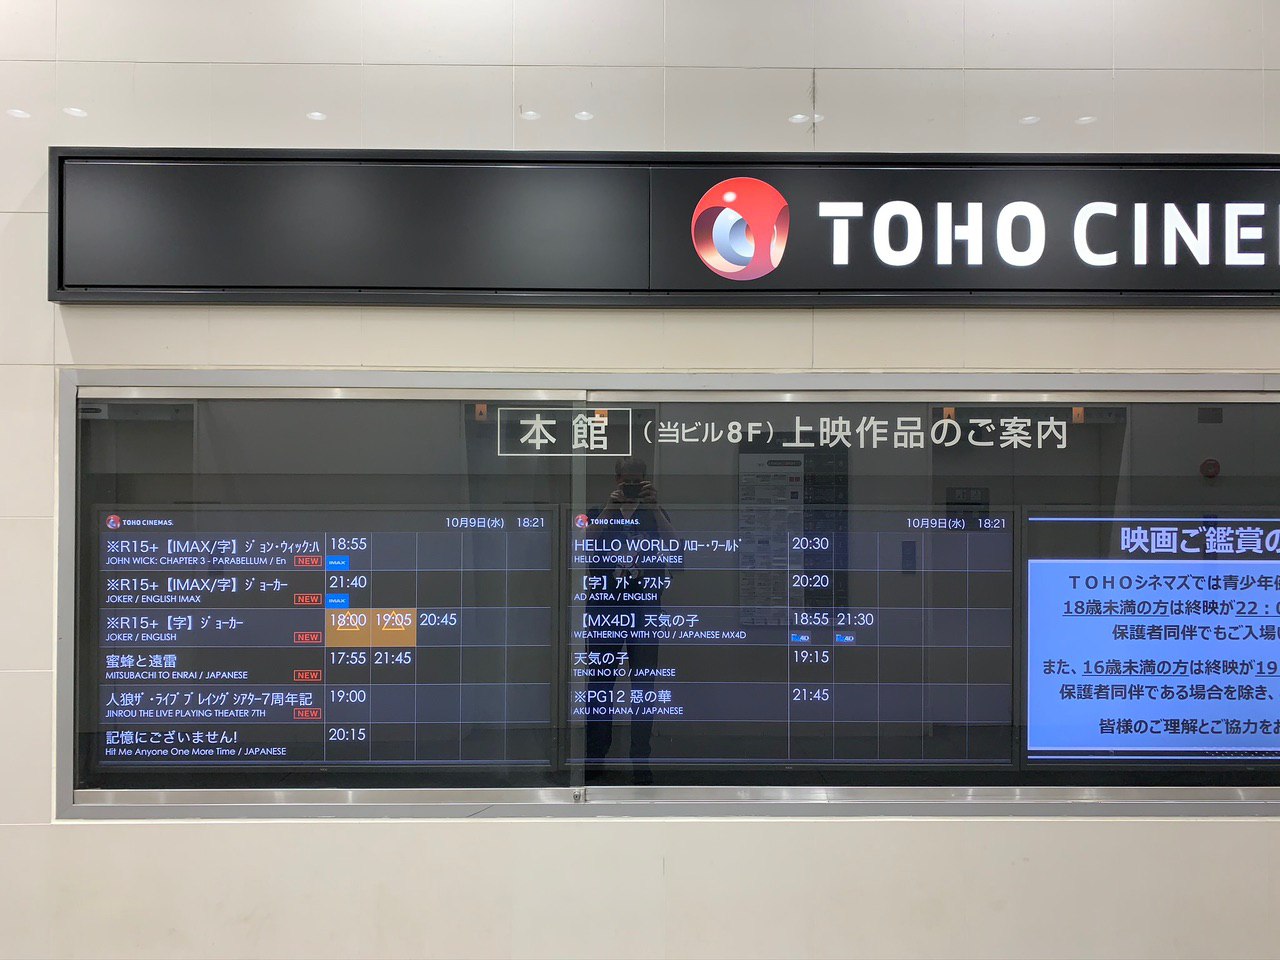 TOHO CINE
本館 （当ビル8F）上映作品のご案内
TOHO CINEMAS. 10月9日(水) 18:21
※R15+【IMAX/字】ジョン・ウィック:ハ 18:55
JOHN WICK: CHAPTER 3 - PARABELLUM / En NEW IMAX
※R15+【IMAX/字】ジョーカー 21:40
JOKER / ENGLISH IMAX NEW IMAX
※R15+【字】ジョーカー 18:00 19:05 20:45
JOKER / ENGLISH NEW
蜜蜂と遠雷 17:55 21:45
MITSUBACHI TO ENRAI / JAPANESE NEW
人狼ザ・ライブプレイングシアター7周年記 19:00
JINROU THE LIVE PLAYING THEATER 7TH NEW
記憶にございません! 20:15
Hit Me Anyone One More Time / JAPANESE
TOHO CINEMAS. 10月9日(水) 18:21
HELLO WORLD ハロー・ワールド 20:30
HELLO WORLD / JAPANESE
【字】アド・アストラ 20:20
AD ASTRA / ENGLISH
【MX4D】天気の子 18:55 21:30
WEATHERING WITH YOU / JAPANESE MX4D
天気の子 19:15
TENKI NO KO / JAPANESE
※PG12 惡の華 21:45
AKU NO HANA / JAPANESE
映画ご鑑賞の
ＴＯＨＯシネマズでは青少年
18歳未満の方は終映が22：
保護者同伴でもご入場
また、16歳未満の方は終映が19
保護者同伴である場合を除き、
皆様のご理解とご協力を